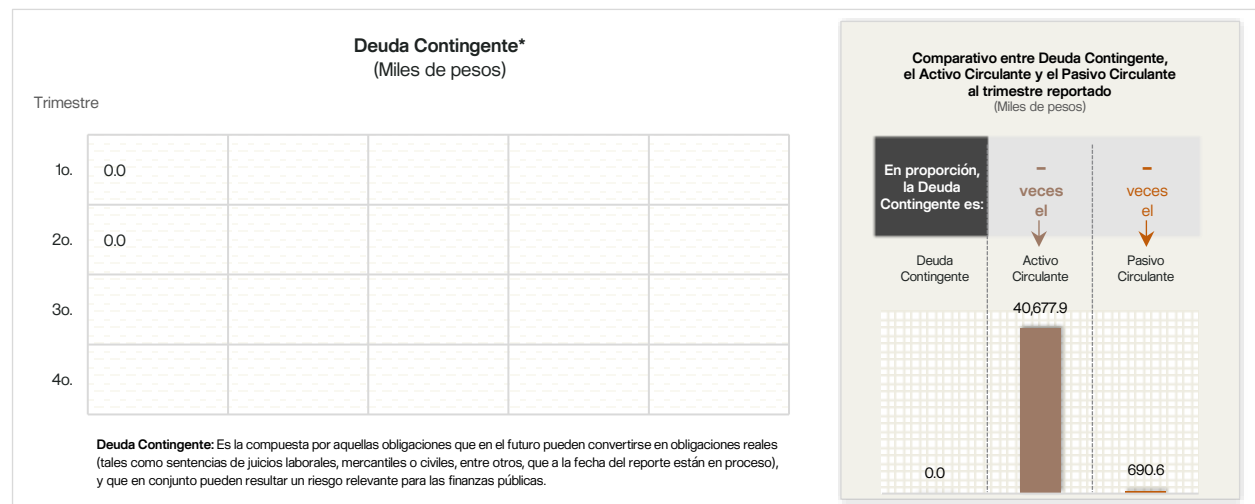 Deuda Contingente*
(Miles de pesos)
Trimestre
1o. 0.0
2o. 0.0
3o.
4o.
Deuda Contingente: Es la compuesta por aquellas obligaciones que en el futuro pueden convertirse en obligaciones reales
(tales como sentencias de juicios laborales, mercantiles o civiles, entre otros, que a la fecha del reporte están en proceso),
y que en conjunto pueden resultar un riesgo relevante para las finanzas públicas.
Comparativo entre Deuda Contingente,
el Activo Circulante y el Pasivo Circulante
al trimestre reportado
(Miles de pesos)
En proporción,
la Deuda
Contingente es:
–
veces
el
–
veces
el
Deuda
Contingente
Activo
Circulante
Pasivo
Circulante
40,677.9
0.0
690.6